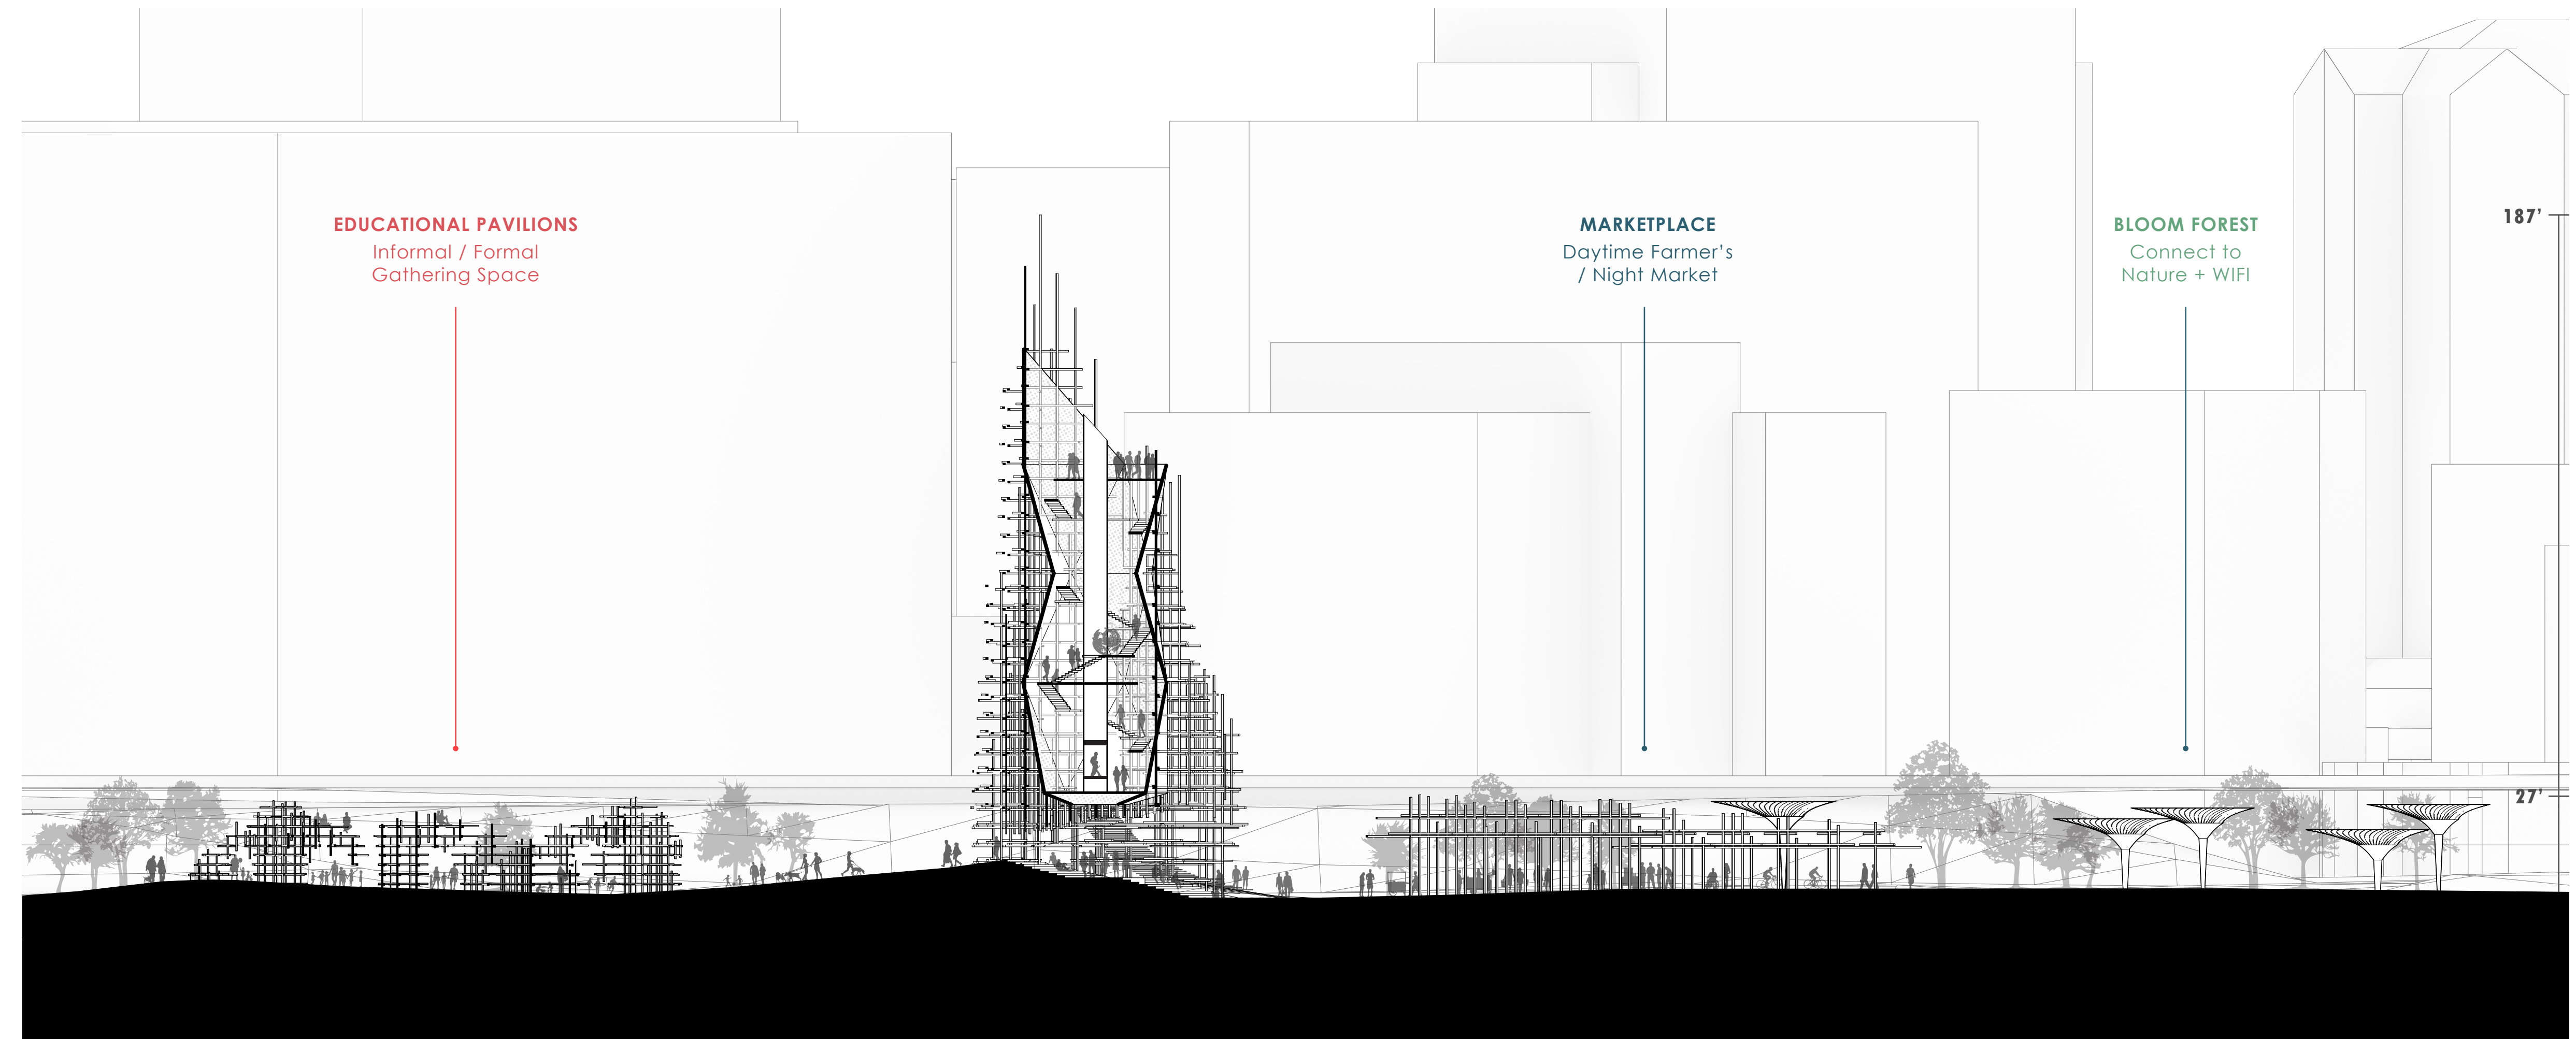 EDUCATIONAL PAVILIONS
Informal / Formal
Gathering Space
MARKETPLACE
Daytime Farmer’s
/ Night Market
BLOOM FOREST
Connect to
Nature + WIFI
187’
27’